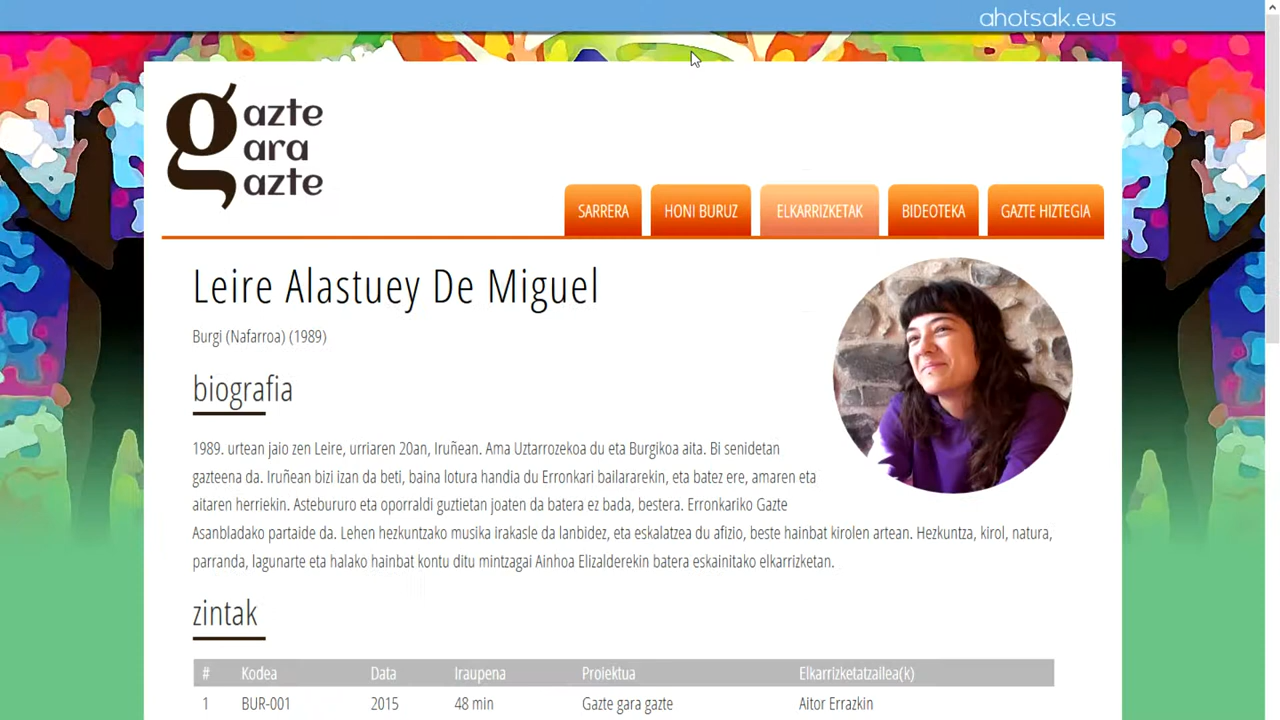 ahotsak.eus
gazte
gara
gazte
SARRERA HONI BURUZ ELKARRIZKETAK BIDEOTEKA GAZTE HIZTEGIA
Leire Alastuey De Miguel
Burgi (Nafarroa) (1989)
biografia
1989. urtean jaio zen Leire, urriaren 20an, Iruñean. Ama Uztarrozekoa du eta Burgikoa aita. Bi senidetan
gazteena da. Iruñean bizi izan da beti, baina lotura handia du Erronkari bailararekin, eta batez ere, amaren eta
aitaren herriekin. Astebururo eta oporraldi guztietan joaten da batera ez bada, bestera. Erronkariko Gazte
Asanbladako partaide da. Lehen hezkuntzako musika irakasle da lanbidez, eta eskalatzea du afizio, beste hainbat kirolen artean. Hezkuntza, kirol, natura,
parranda, lagunarte eta halako hainbat kontu ditu mintzagai Ainhoa Elizalderekin batera eskainitako elkarrizketan.
zintak
# Kodea Data Iraupena Proiektua Elkarrizketatzailea(k)
1 BUR-001 2015 48 min Gazte gara gazte Aitor Errazkin